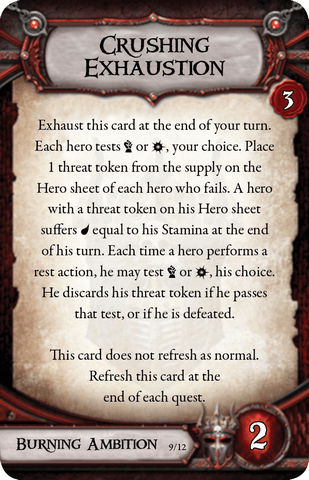 Crushing
Exhaustion
3
Exhaust this card at the end of your turn.
Each hero tests or , your choice. Place
1 threat token from the supply on the
Hero sheet of each hero who fails. A hero
with a threat token on his Hero sheet
suffers equal to his Stamina at the end
of his turn. Each time a hero performs a
rest action, he may test or , his choice.
He discards his threat token if he passes
that test, or if he is defeated.
This card does not refresh as normal.
Refresh this card at the
end of each quest.
Burning Ambition 9/12
2